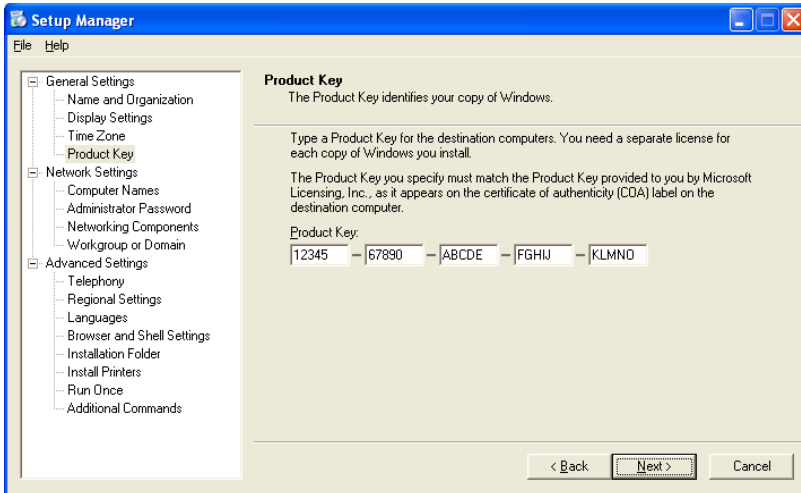 Setup Manager
File Help
General Settings
Name and Organization
Display Settings
Time Zone
Product Key
Network Settings
Computer Names
Administrator Password
Networking Components
Workgroup or Domain
Advanced Settings
Telephony
Regional Settings
Languages
Browser and Shell Settings
Installation Folder
Install Printers
Run Once
Additional Commands
Product Key
The Product Key identifies your copy of Windows.
Type a Product Key for the destination computers. You need a separate license for
each copy of Windows you install.
The Product Key you specify must match the Product Key provided to you by Microsoft
Licensing, Inc., as it appears on the certificate of authenticity (COA) label on the
destination computer.
Product Key:
12345 – 67890 – ABCDE – FGHIJ – KLMNO
< Back Next > Cancel